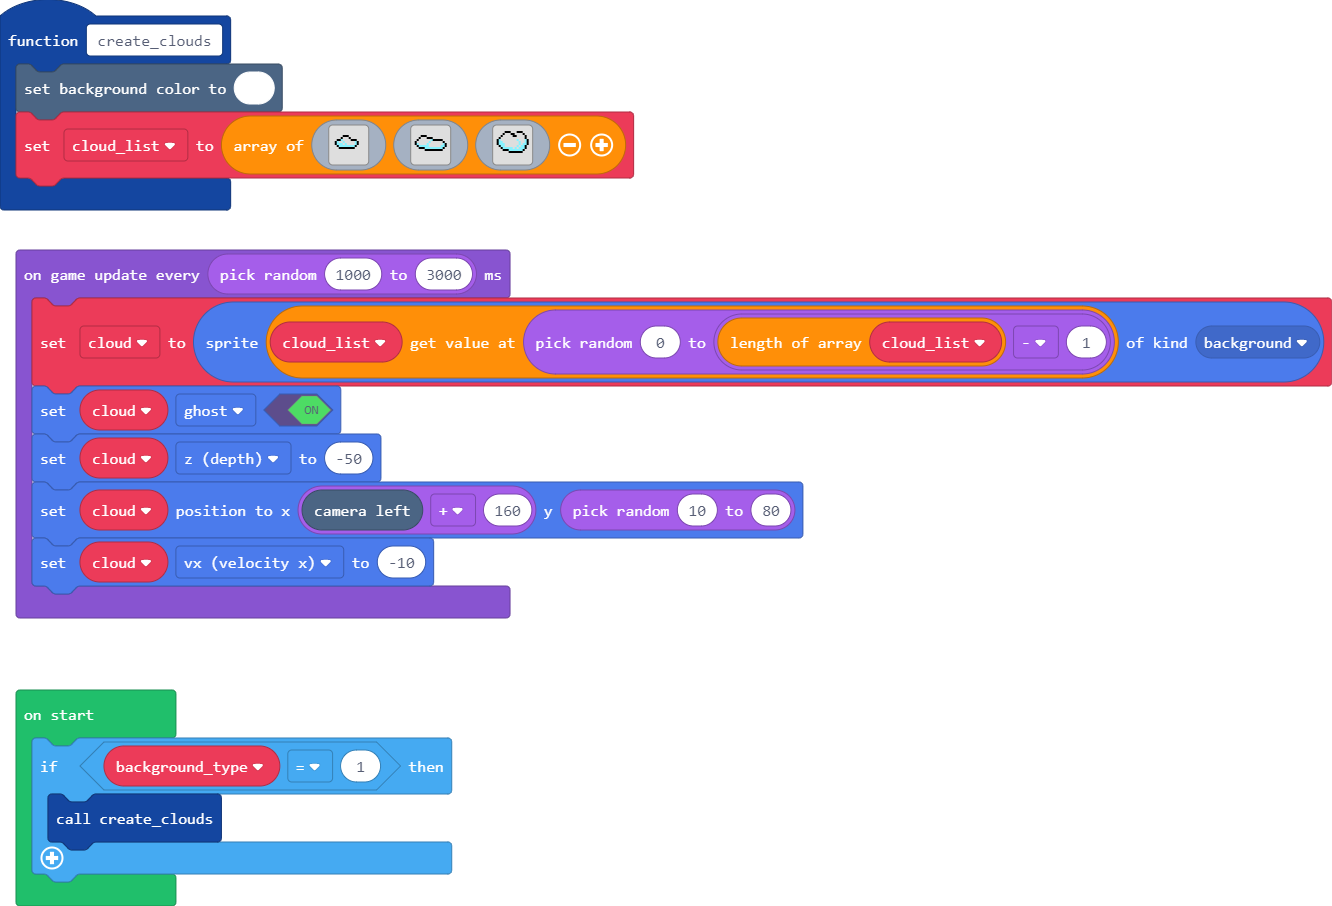 function create_clouds
set background color to
set cloud_list to array of
on game update every pick random 1000 to 3000 ms
set cloud to sprite cloud_list get value at pick random 0 to length of array cloud_list - 1 of kind background
set cloud ghost ON
set cloud z (depth) to -50
set cloud position to x camera left + 160 y pick random 10 to 80
set cloud vx (velocity x) to -10
on start
if background_type = 1 then
call create_clouds